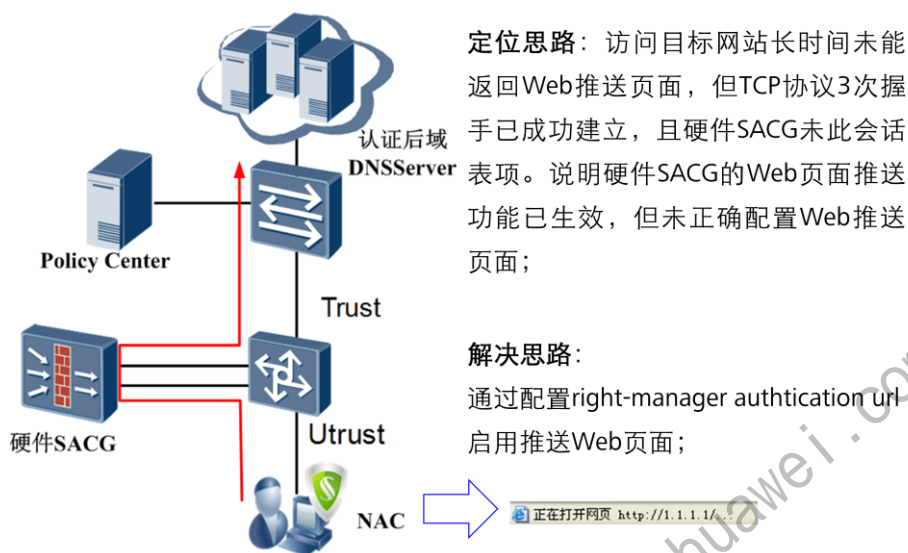 认证后域
DNSServer
Policy Center
Trust
硬件SACG
Utrust
NAC
定位思路：访问目标网站长时间未能
返回Web推送页面，但TCP协议3次握
手已成功建立，且硬件SACG未此会话
表项。说明硬件SACG的Web页面推送
功能已生效，但未正确配置Web推送
页面；
解决思路：
通过配置right-manager authtication url
启用推送Web页面；
正在打开网页 http://1.1.1.1/...
huawei.com